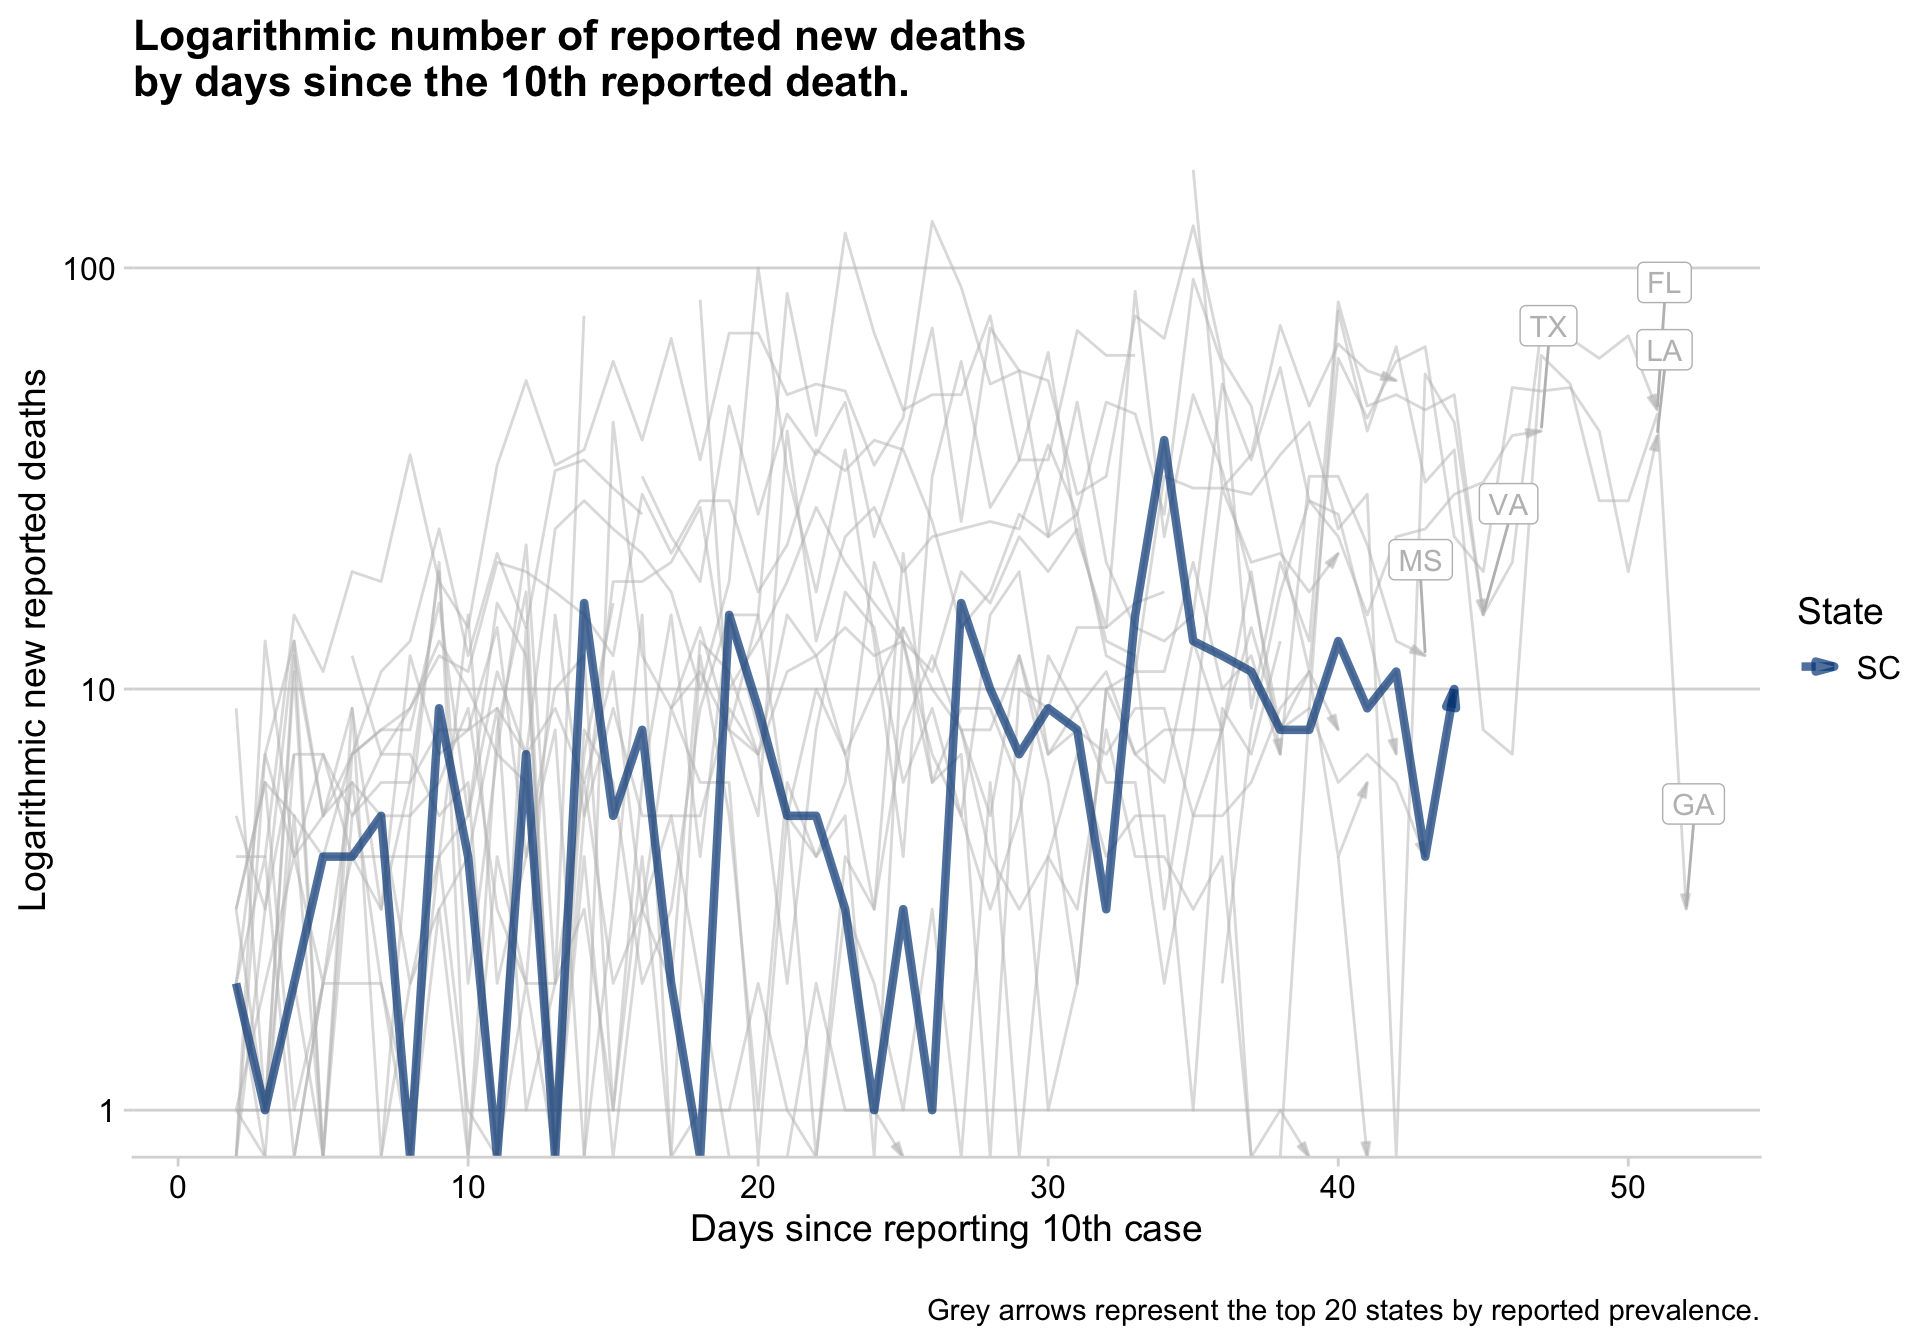 Logarithmic number of reported new deaths
by days since the 10th reported death.
Logarithmic new reported deaths
100
10
1
FL
TX
LA
VA
MS
GA
State
SC
0
10
20
30
40
50
Days since reporting 10th case
Grey arrows represent the top 20 states by reported prevalence.